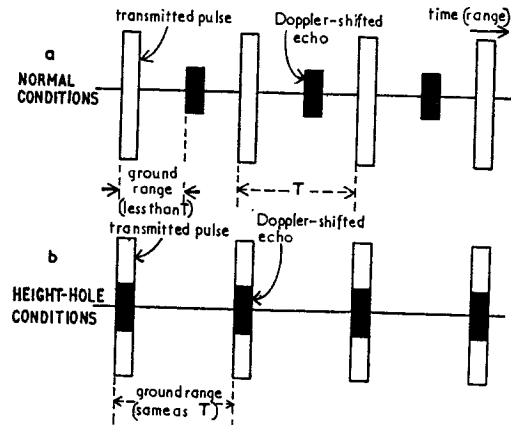 transmitted pulse
Doppler-shifted
echo
time (range)
a
NORMAL
CONDITIONS
ground
range
(less than T)
T
transmitted pulse
Doppler-shifted
echo
b
HEIGHT-HOLE
CONDITIONS
ground range
(same as T)